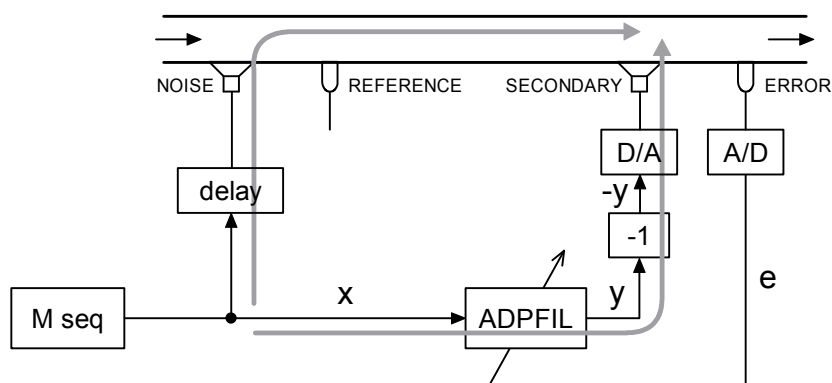 NOISE
REFERENCE
SECONDARY
ERROR
D/A
A/D
delay
-y
-1
x
y
e
M seq
ADPFIL